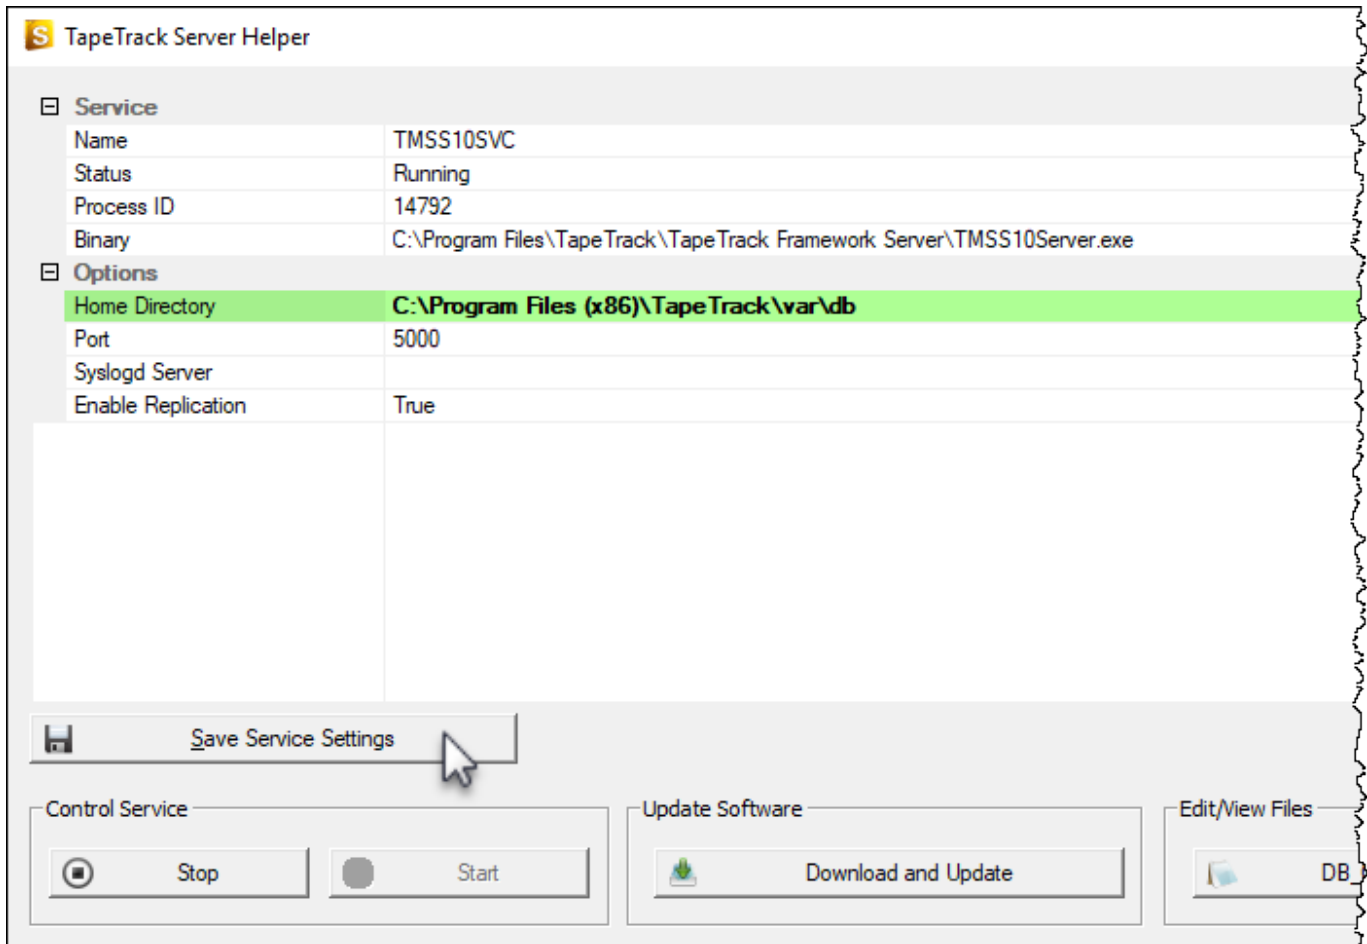 TapeTrack Server Helper
Service
Name TMSS10SVC
Status Running
Process ID 14792
Binary C:\Program Files\TapeTrack\TapeTrack Framework Server\TMSS10Server.exe
Options
Home Directory C:\Program Files (x86)\TapeTrack\var\db
Port 5000
Syslogd Server
Enable Replication True
Save Service Settings
Control Service Update Software Edit/View Files
Stop Start Download and Update DB_